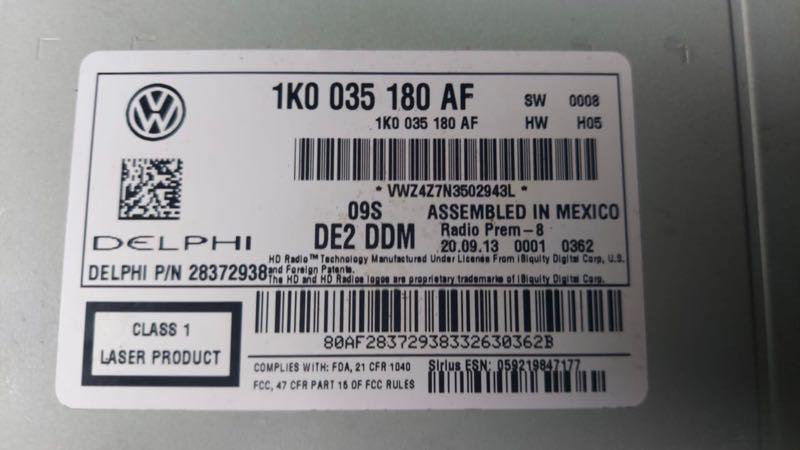 1K0 035 180 AF SW 0008
1K0 035 180 AF HW H05
* VWZ4Z7N3502943L *
09S ASSEMBLED IN MEXICO
DE2 DDM Radio Prem-8
20.09.13 0001 0362
DELPHI
DELPHI P/N 28372938
HD Radio™ Technology Manufactured Under License From iBiquity Digital Corp, U.S.
and Foreign Patents.
The HD and HD Radios logos are proprietary trademarks of iBiquity Digital Corp.
CLASS 1
LASER PRODUCT
80AF28372938332630362B
COMPLIES WITH: FDA, 21 CFR 1040
FCC, 47 CFR PART 15 OF FCC RULES
Sirius ESN: 059219847177